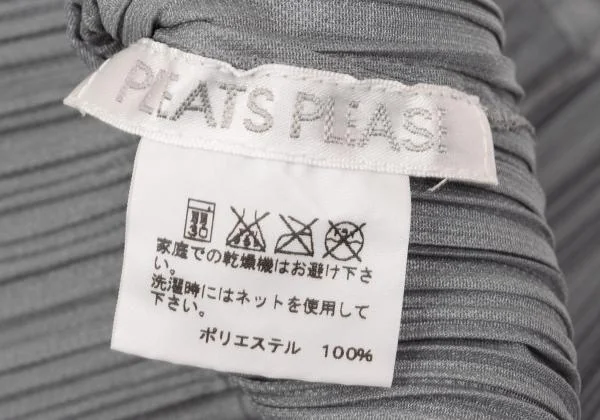 PLEATS PLEASE
家庭での乾燥機はお避け下さ
い。
洗濯時にはネットを使用して
下さい。
ポリエステル 100%